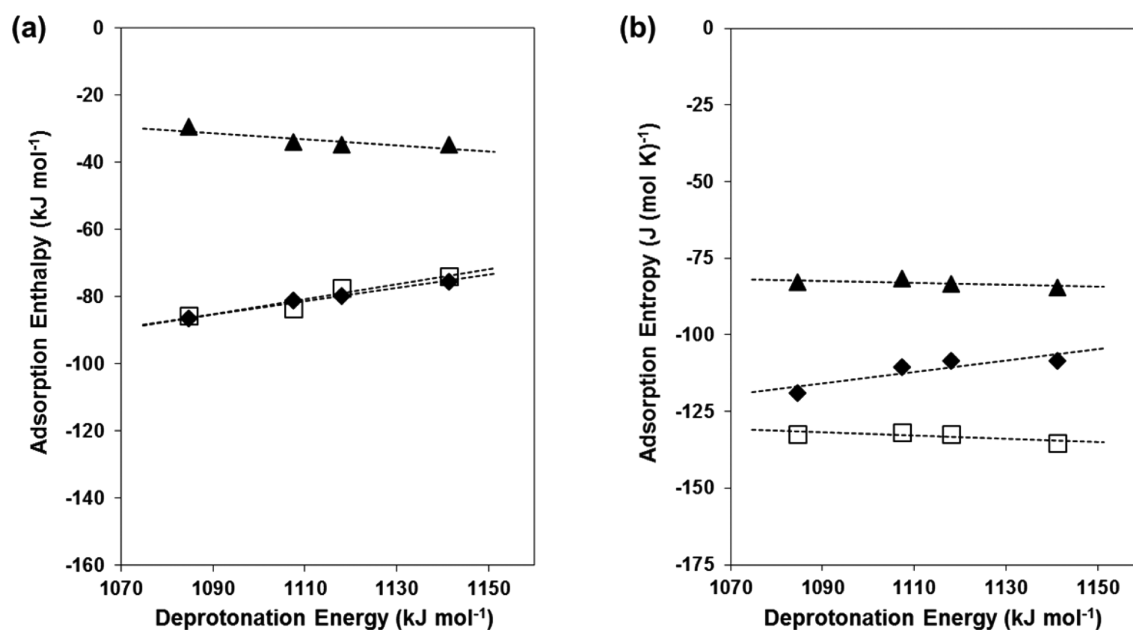 (a)
Adsorption Enthalpy (kJ mol-1)
0
-20
-40
-60
-80
-100
-120
-140
-160
1070 1090 1110 1130 1150
Deprotonation Energy (kJ mol-1)
(b)
Adsorption Entropy (J (mol K)-1)
0
-25
-50
-75
-100
-125
-150
-175
1070 1090 1110 1130 1150
Deprotonation Energy (kJ mol-1)